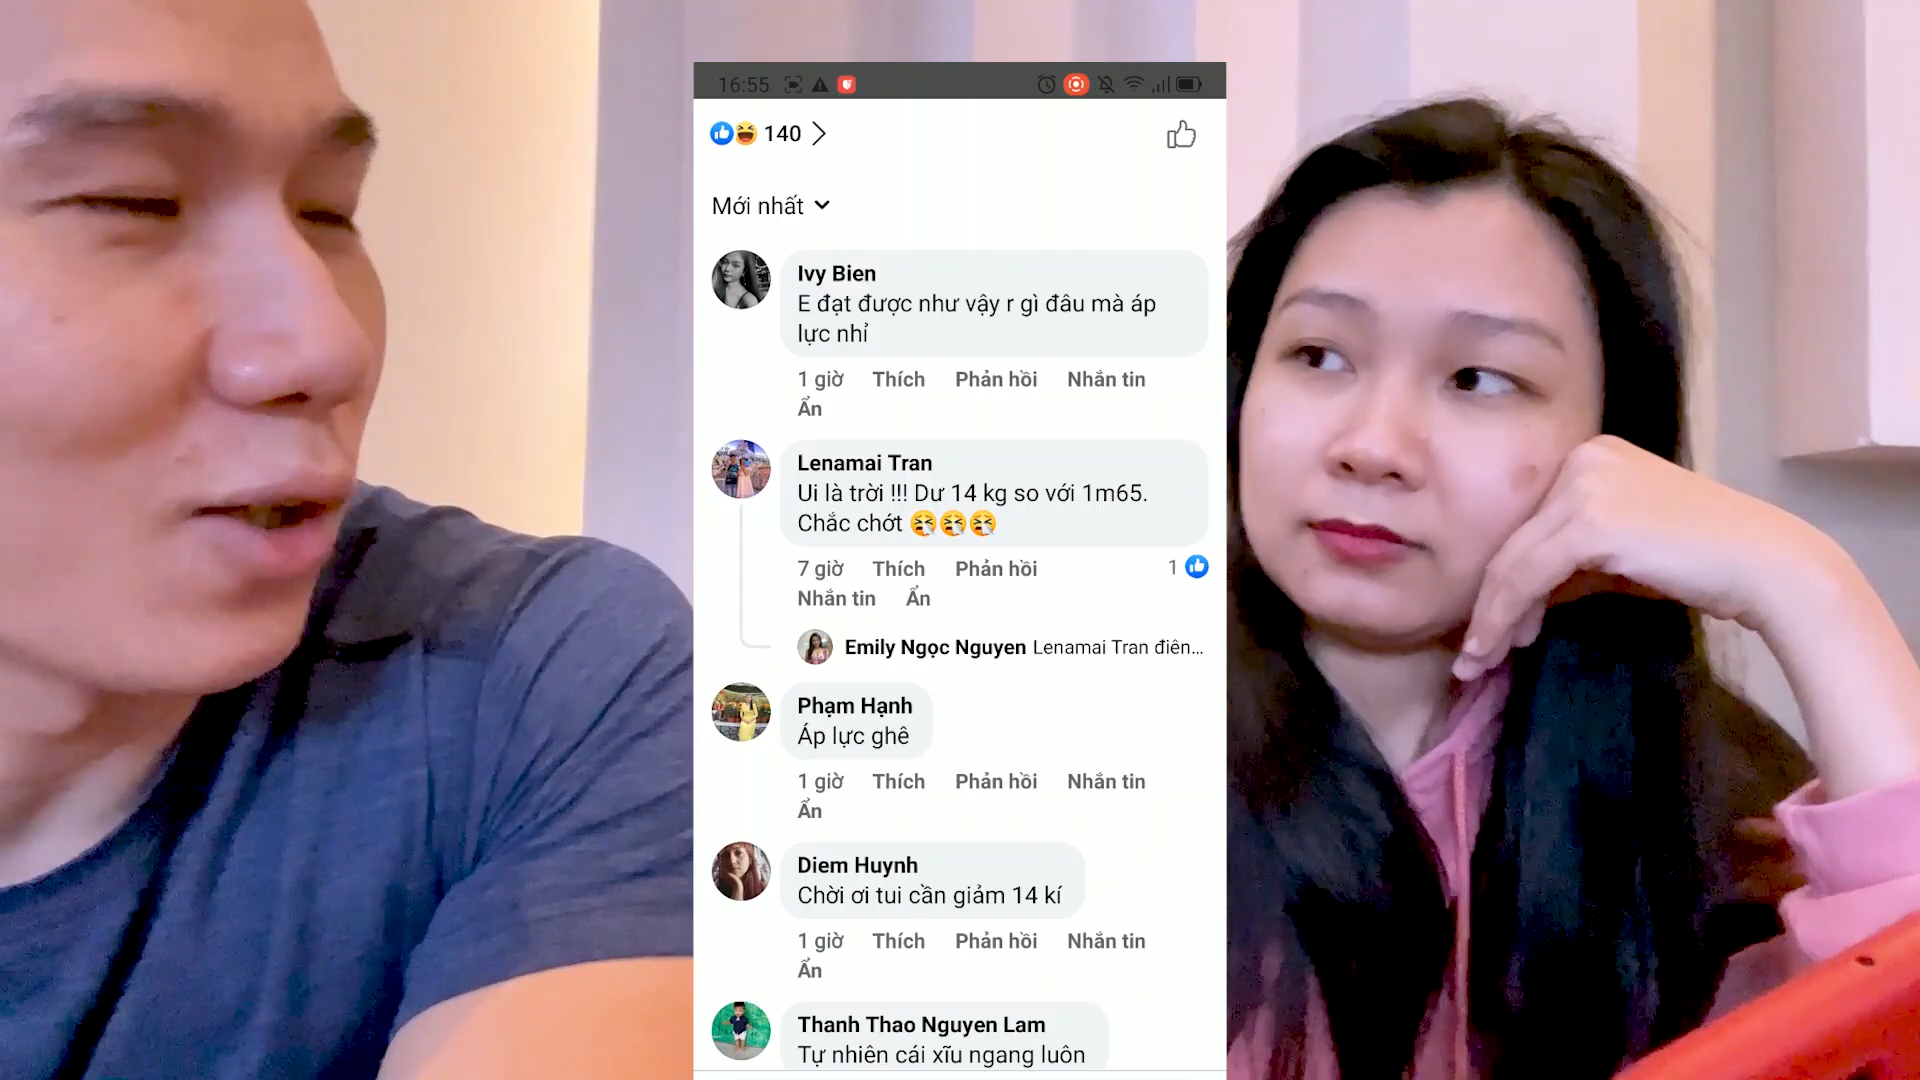 16:55
140
Mới nhất
Ivy Bien
E đạt được như vậy r gì đâu mà áp
lực nhỉ
1 giờ Thích Phản hồi Nhắn tin
Ẩn
Lenamai Tran
Ui là trời !!! Dư 14 kg so với 1m65.
Chắc chớt
7 giờ Thích Phản hồi 1
Nhắn tin Ẩn
Emily Ngọc Nguyen Lenamai Tran điên...
Phạm Hạnh
Áp lực ghê
1 giờ Thích Phản hồi Nhắn tin
Ẩn
Diem Huynh
Chời ơi tui cần giảm 14 kí
1 giờ Thích Phản hồi Nhắn tin
Ẩn
Thanh Thao Nguyen Lam
Tự nhiên cái xĩu ngang luôn